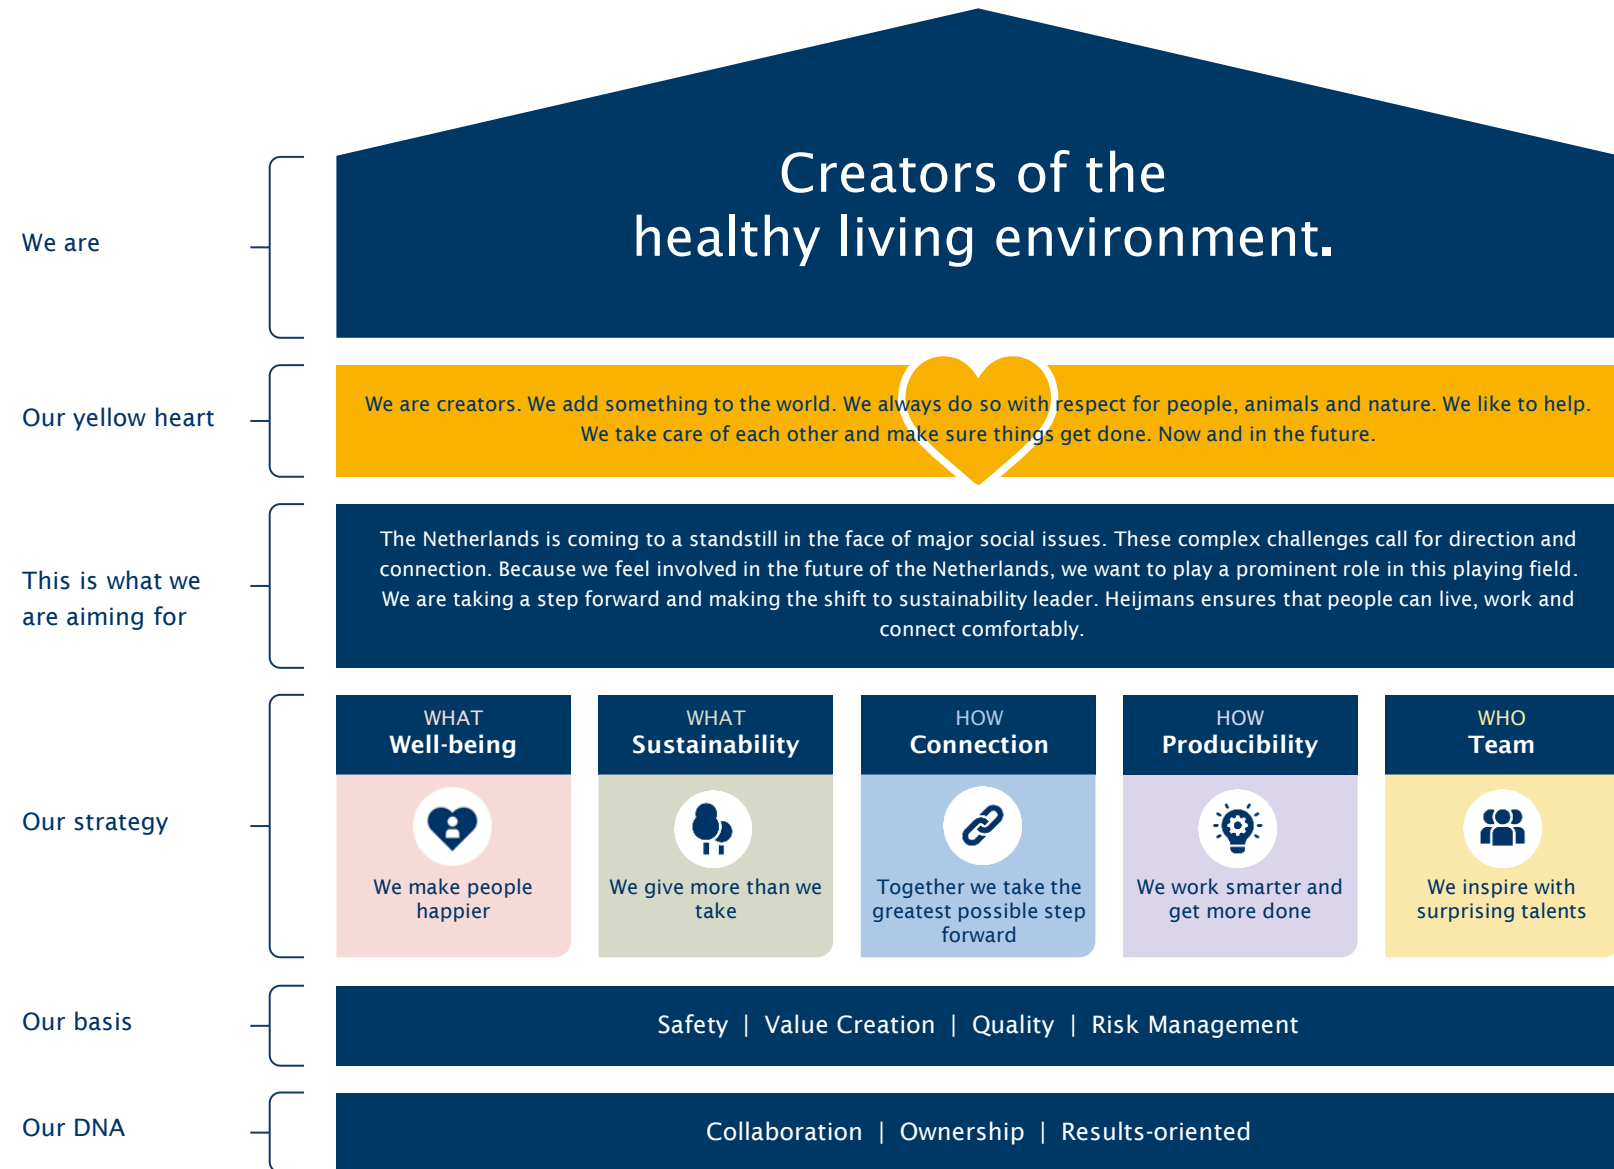 We are
Creators of the
healthy living environment.
Our yellow heart
We are creators. We add something to the world. We always do so with respect for people, animals and nature. We like to help.
We take care of each other and make sure things get done. Now and in the future.
This is what we
are aiming for
The Netherlands is coming to a standstill in the face of major social issues. These complex challenges call for direction and
connection. Because we feel involved in the future of the Netherlands, we want to play a prominent role in this playing field.
We are taking a step forward and making the shift to sustainability leader. Heijmans ensures that people can live, work and
connect comfortably.
Our strategy
WHAT
Well-being
We make people
happier
WHAT
Sustainability
We give more than we
take
HOW
Connection
Together we take the
greatest possible step
forward
HOW
Producibility
We work smarter and
get more done
WHO
Team
We inspire with
surprising talents
Our basis
Safety | Value Creation | Quality | Risk Management
Our DNA
Collaboration | Ownership | Results-oriented